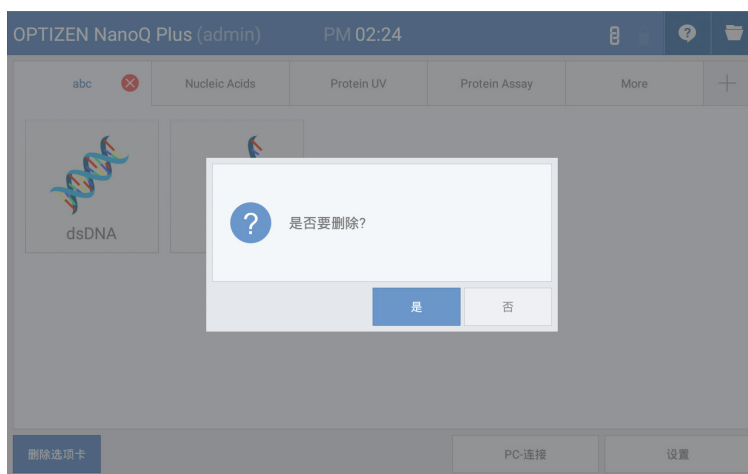 OPTIZEN NanoQ Plus (admin) PM 02:24
abc Nucleic Acids Protein UV Protein Assay More
dsDNA
是否要删除?
是 否
删除选项卡 PC-连接 设置